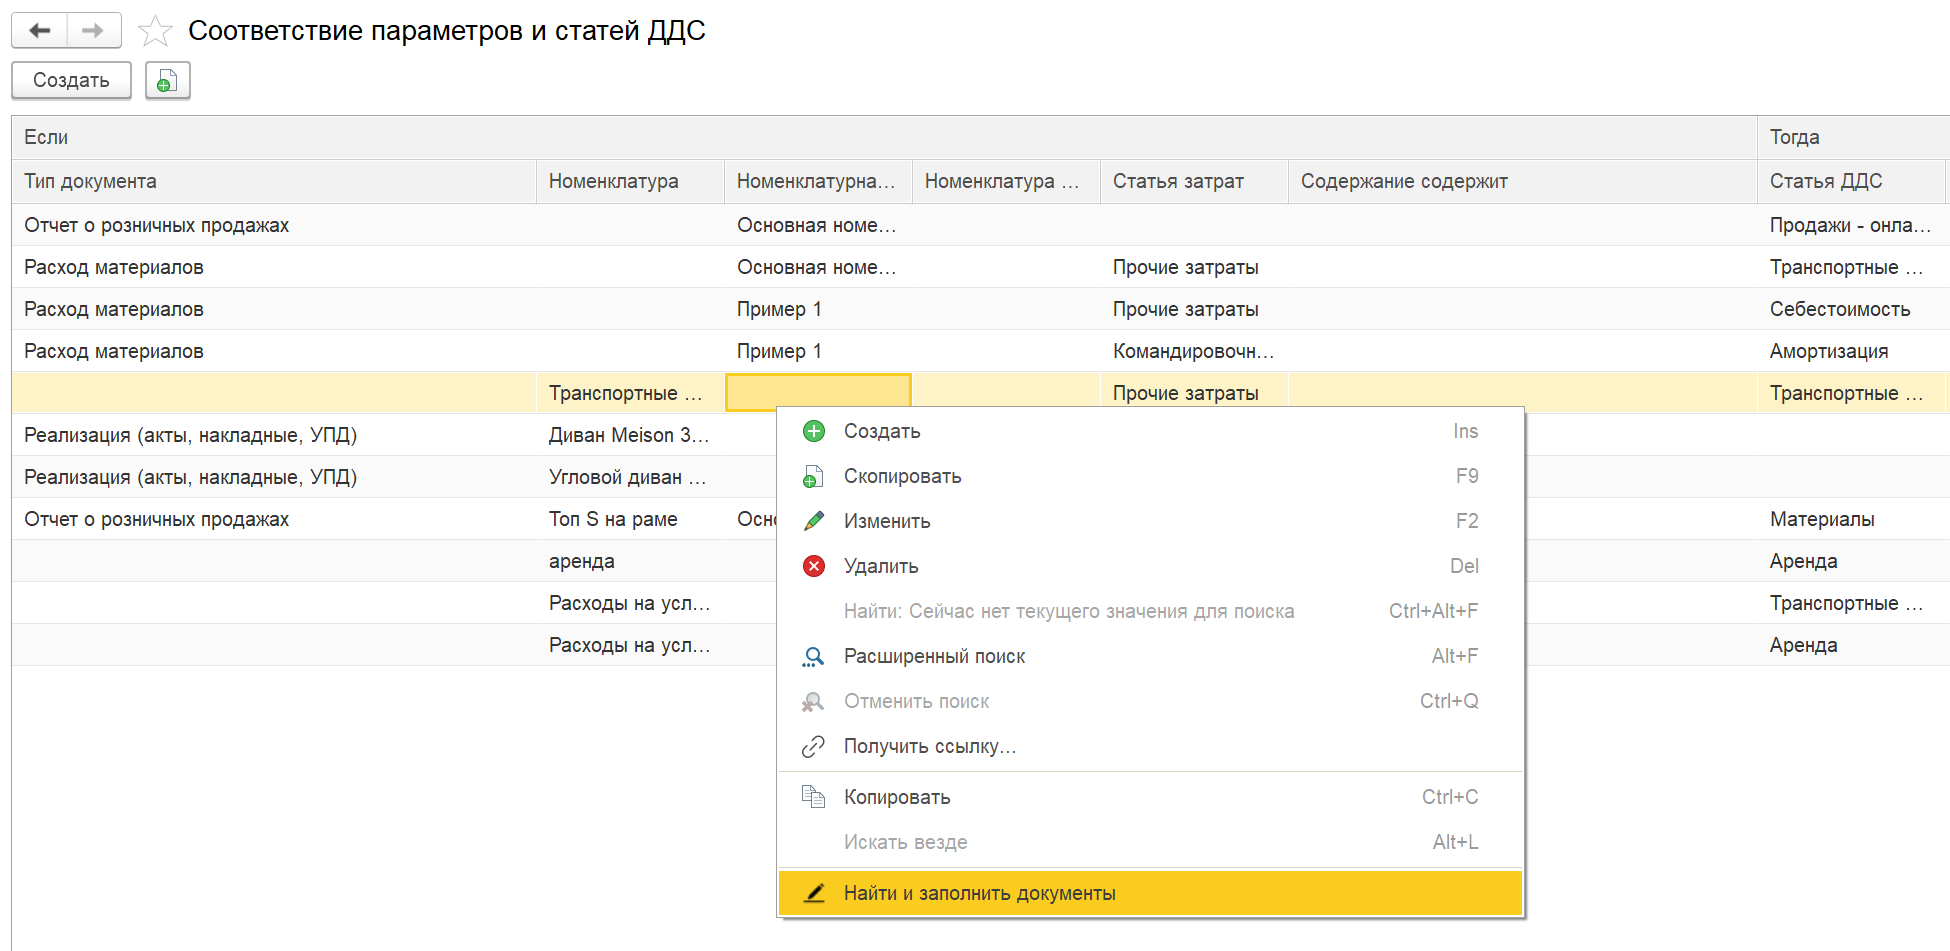 Соответствие параметров и статей ДДС
Создать
Если Тогда
Тип документа Номенклатура Номенклатурна... Номенклатура ... Статья затрат Содержание содержит Статья ДДС
Отчет о розничных продажах Основная номе... Продажи - онла...
Расход материалов Основная номе... Прочие затраты Транспортные ...
Расход материалов Пример 1 Прочие затраты Себестоимость
Расход материалов Пример 1 Командировочн... Амортизация
Транспортные ... Прочие затраты Транспортные ...
Реализация (акты, накладные, УПД) Диван Meison 3...
Реализация (акты, накладные, УПД) Угловой диван ...
Отчет о розничных продажах Топ S на раме Осно Материалы
аренда Аренда
Расходы на усл... Транспортные ...
Расходы на усл... Аренда
Создать Ins
Скопировать F9
Изменить F2
Удалить Del
Найти: Сейчас нет текущего значения для поиска Ctrl+Alt+F
Расширенный поиск Alt+F
Отменить поиск Ctrl+Q
Получить ссылку... 
Копировать Ctrl+C
Искать везде Alt+L
Найти и заполнить документы